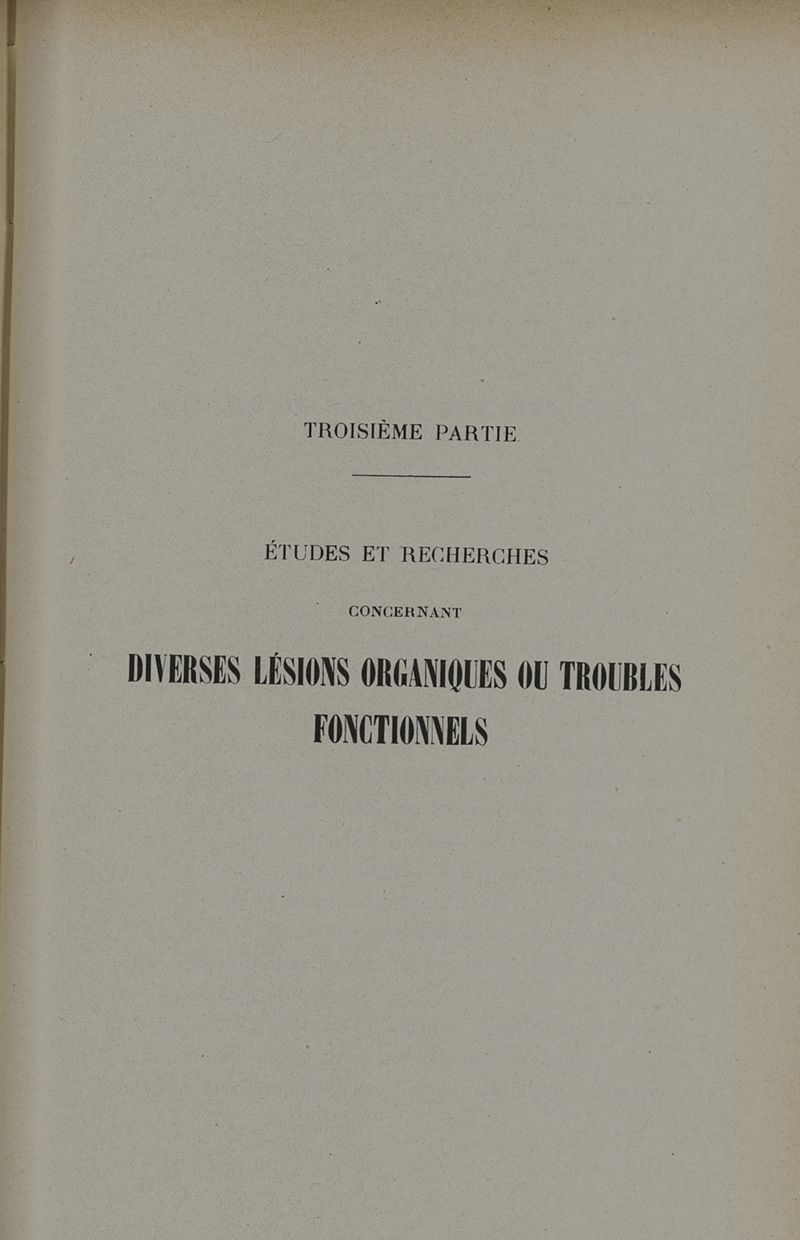 TROISIÈME PARTIE
ÉTUDES ET RECHERCHES
CONCERNANT
DIVERSES LÉSIONS ORGANIQUES OU TROUBLES
FONCTIONNELS